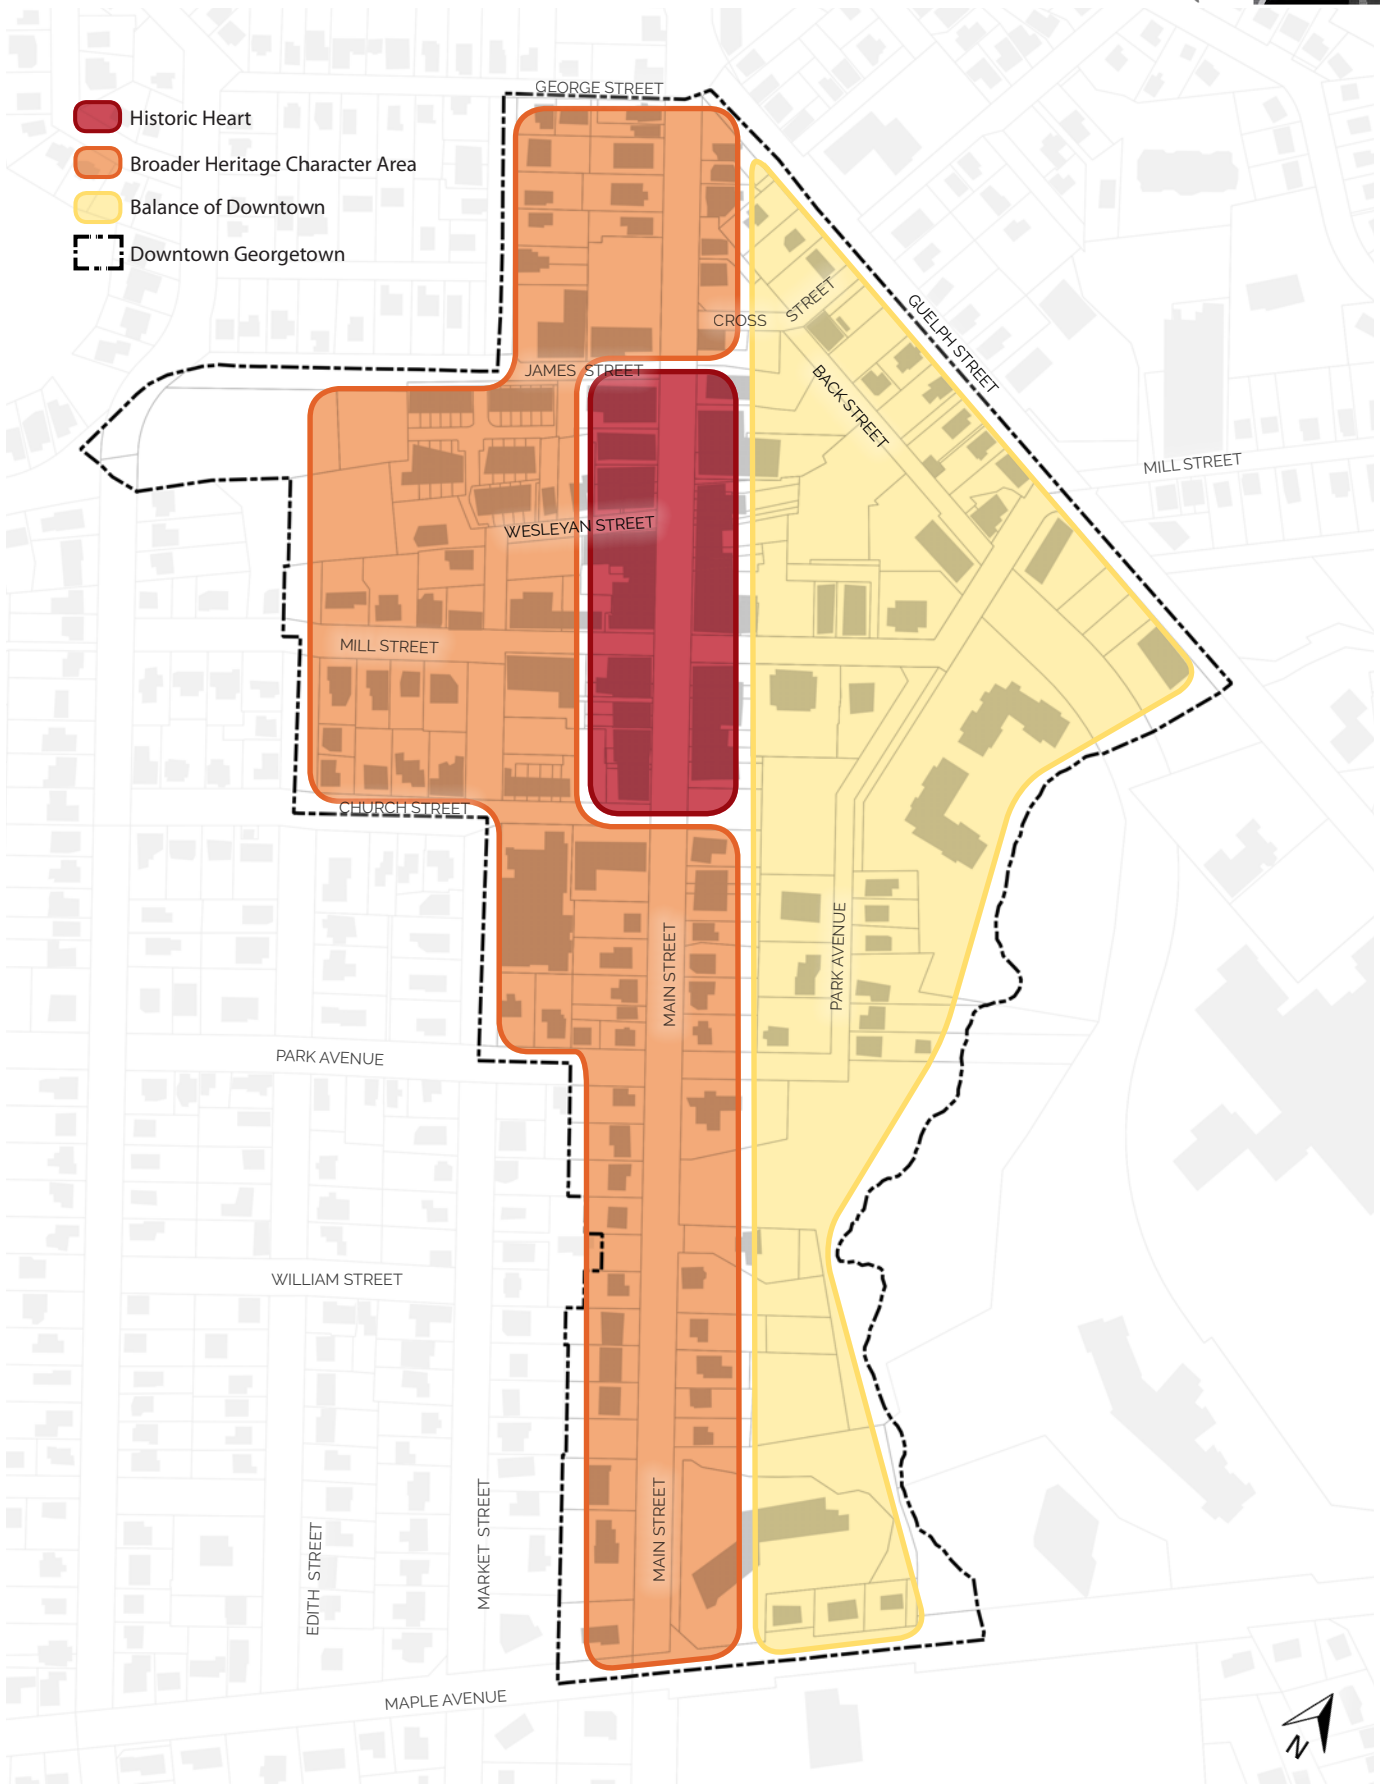 GEORGE STREET
Historic Heart
Broader Heritage Character Area
Balance of Downtown
Downtown Georgetown
CROSS
STREET
GUELPH STREET
JAMES STREET
BACK STREET
MILL STREET
WESLEYAN STREET
MILL STREET
CHURCH STREET
MAIN STREET
PARK AVENUE
PARK AVENUE
WILLIAM STREET
EDITH STREET
MARKET STREET
MAIN STREET
MAPLE AVENUE
N